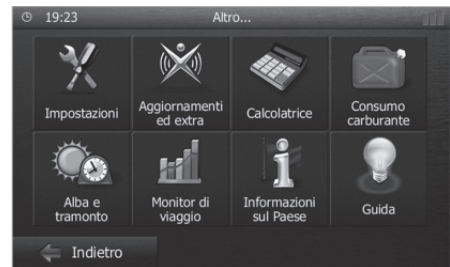 19:23 Altro...
Impostazioni
Aggiornamenti
ed extra
Calcolatrice
Consumo
carburante
Alba e
tramonto
Monitor di
viaggio
Informazioni
sul Paese
Guida
Indietro